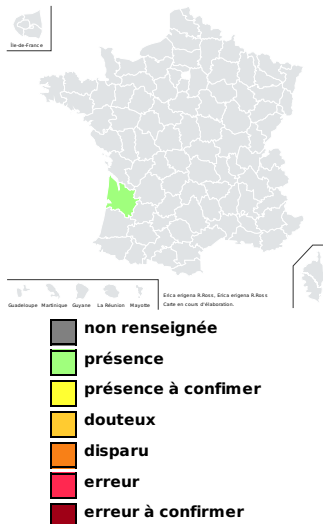 Île-de-France
Guadeloupe Martinique Guyane La Réunion Mayotte
Erica erigena R.Ross, Erica erigena R.Ross
Carte en cours d'élaboration.
non renseignée
présence
présence à confimer
douteux
disparu
erreur
erreur à confirmer